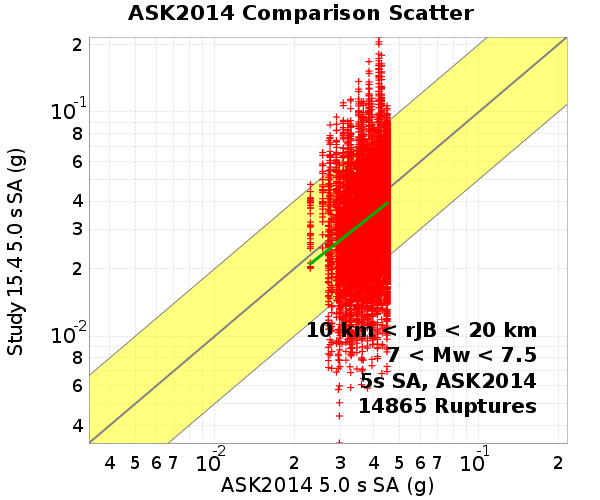 ASK2014 Comparison Scatter
Study 15.4 5.0 s SA (g)
2
10-1
8
6
4
3
2
10-2
8
6
4
10 km < rJB < 20 km
7 < Mw < 7.5
5s SA, ASK2014
14865 Ruptures
4 5 6 7 10-2 2 3 4 5 6 7 10-1 2
ASK2014 5.0 s SA (g)